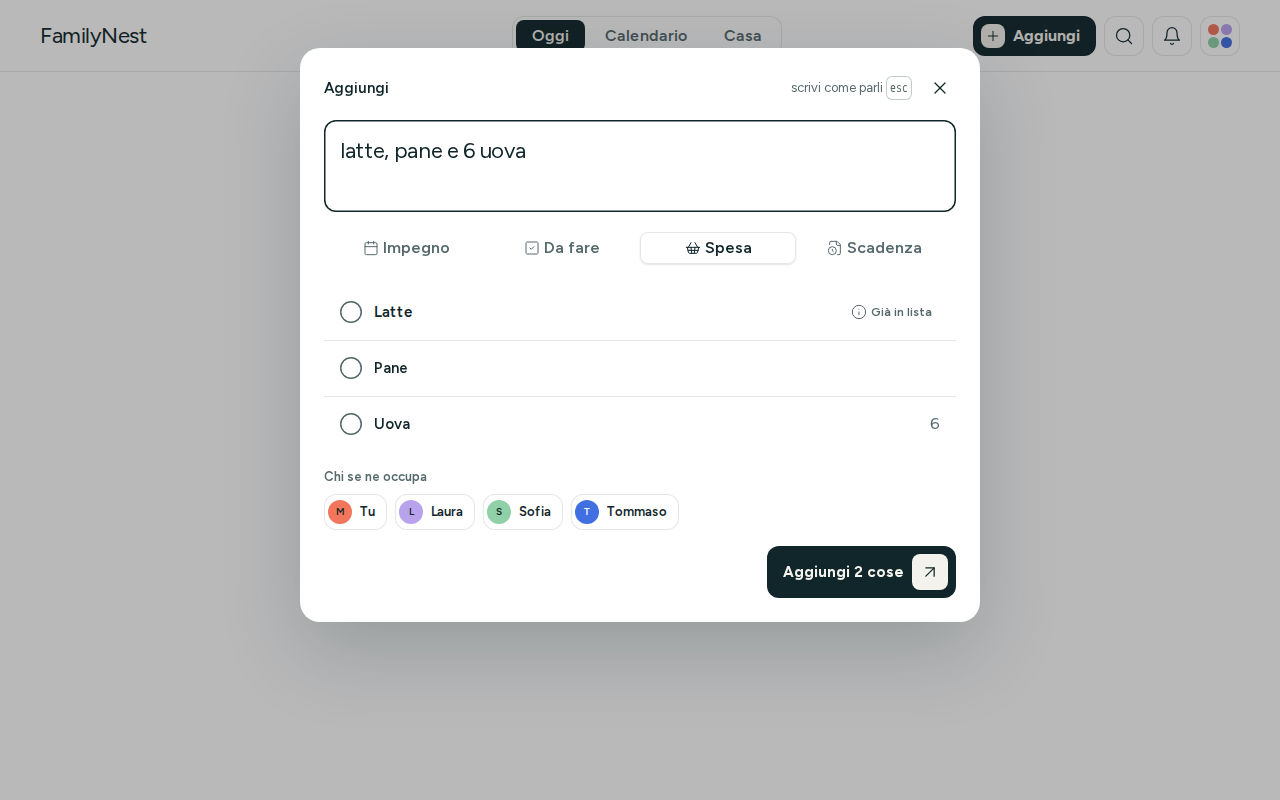 FamilyNest
Oggi Calendario Casa
Aggiungi
Aggiungi
scrivi come parli esc
latte, pane e 6 uova
Impegno Da fare Spesa Scadenza
Latte Già in lista
Pane
Uova 6
Chi se ne occupa
M Tu L Laura S Sofia T Tommaso
Aggiungi 2 cose